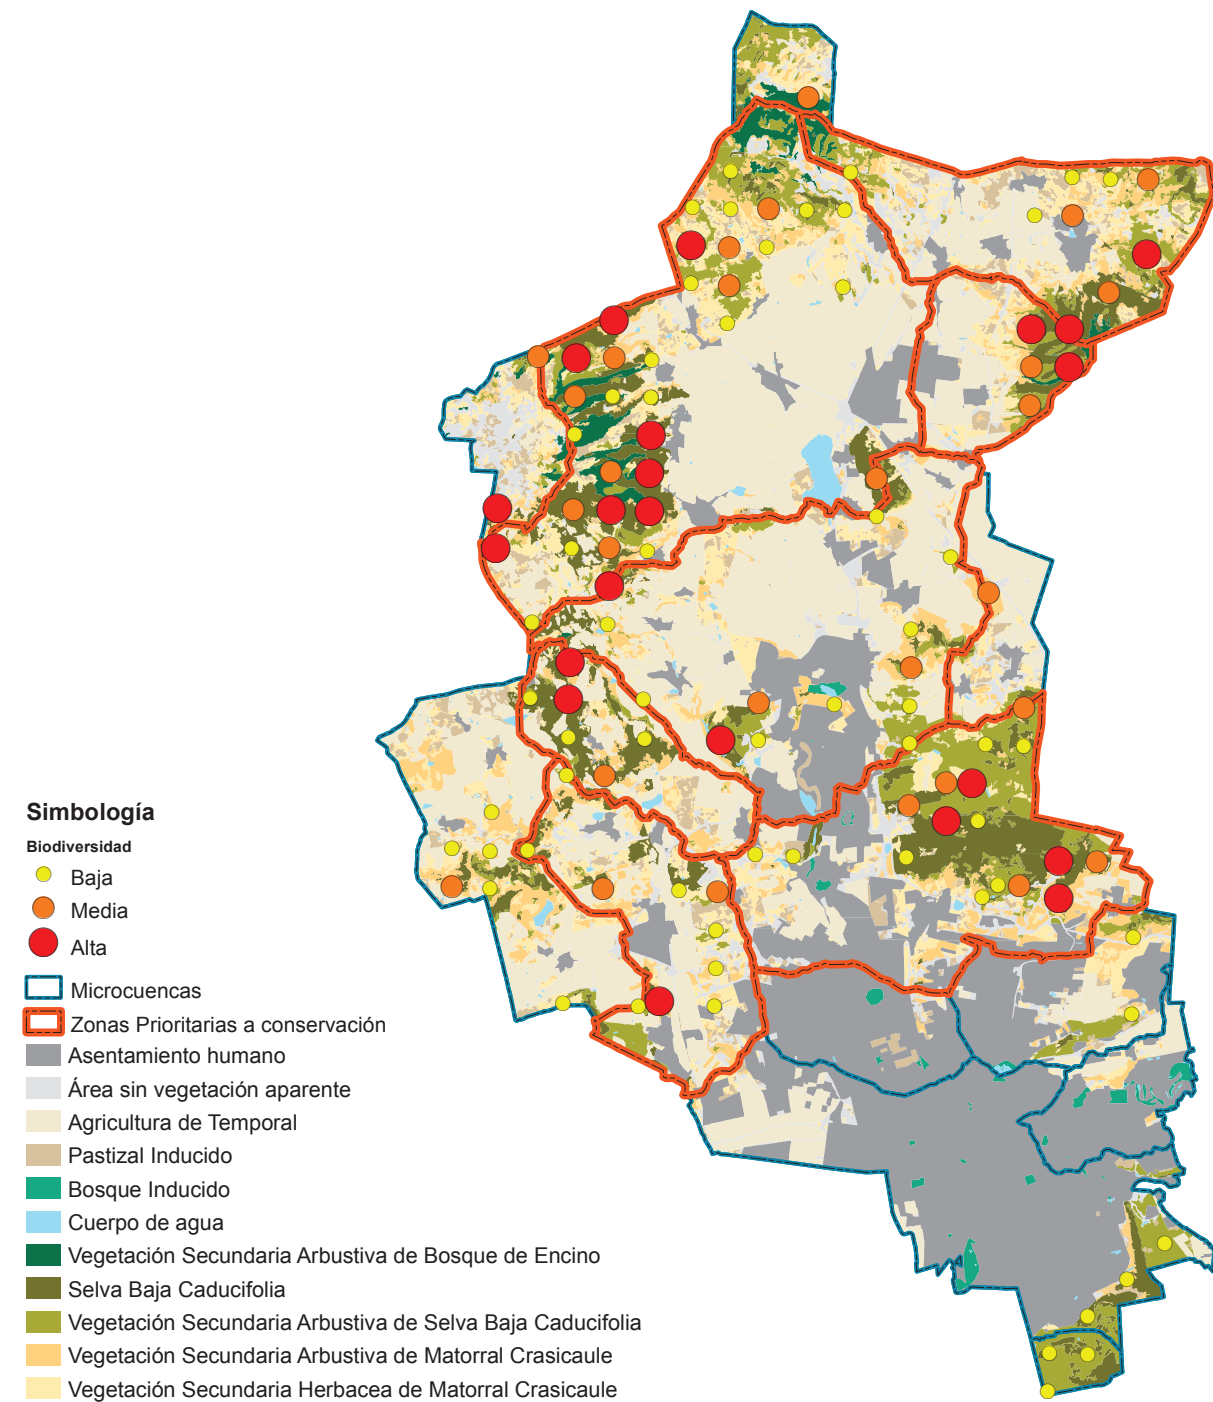 Simbología
Biodiversidad
Baja
Media
Alta
Microcuencas
Zonas Prioritarias a conservación
Asentamiento humano
Área sin vegetación aparente
Agricultura de Temporal
Pastizal Inducido
Bosque Inducido
Cuerpo de agua
Vegetación Secundaria Arbustiva de Bosque de Encino
Selva Baja Caducifolia
Vegetación Secundaria Arbustiva de Selva Baja Caducifolia
Vegetación Secundaria Arbustiva de Matorral Crasicaule
Vegetación Secundaria Herbacea de Matorral Crasicaule